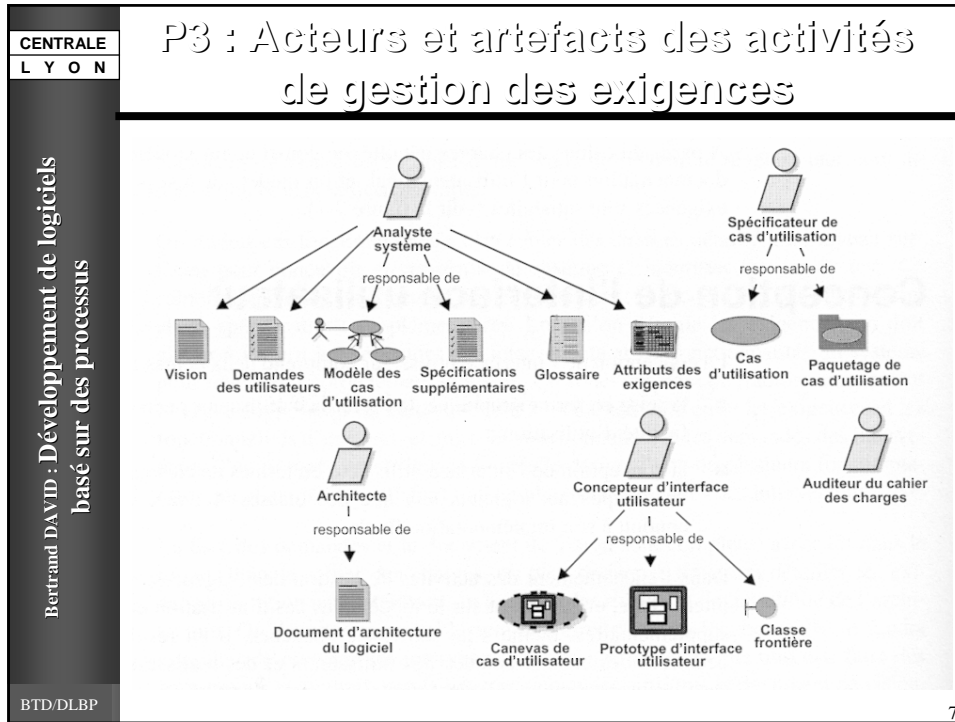 CENTRALE
LYON
P3 : Acteurs et artefacts des activités
de gestion des exigences
Bertrand DAVID : Développement de logiciels
basé sur des processus
Analyste
système
responsable de
Spécificateur de
cas d'utilisation
responsable de
Vision
Demandes
des utilisateurs
Modèle des
cas
d'utilisation
Spécifications
supplémentaires
Glossaire
Attributs des
exigences
Cas
d'utilisation
Paquetage de
cas d'utilisation
Architecte
responsable de
Concepteur d'interface
utilisateur
responsable de
Auditeur du cahier
des charges
Document d'architecture
du logiciel
Canevas de
cas d'utilisateur
Prototype d'interface
utilisateur
Classe
frontière
BTD/DLBP
7